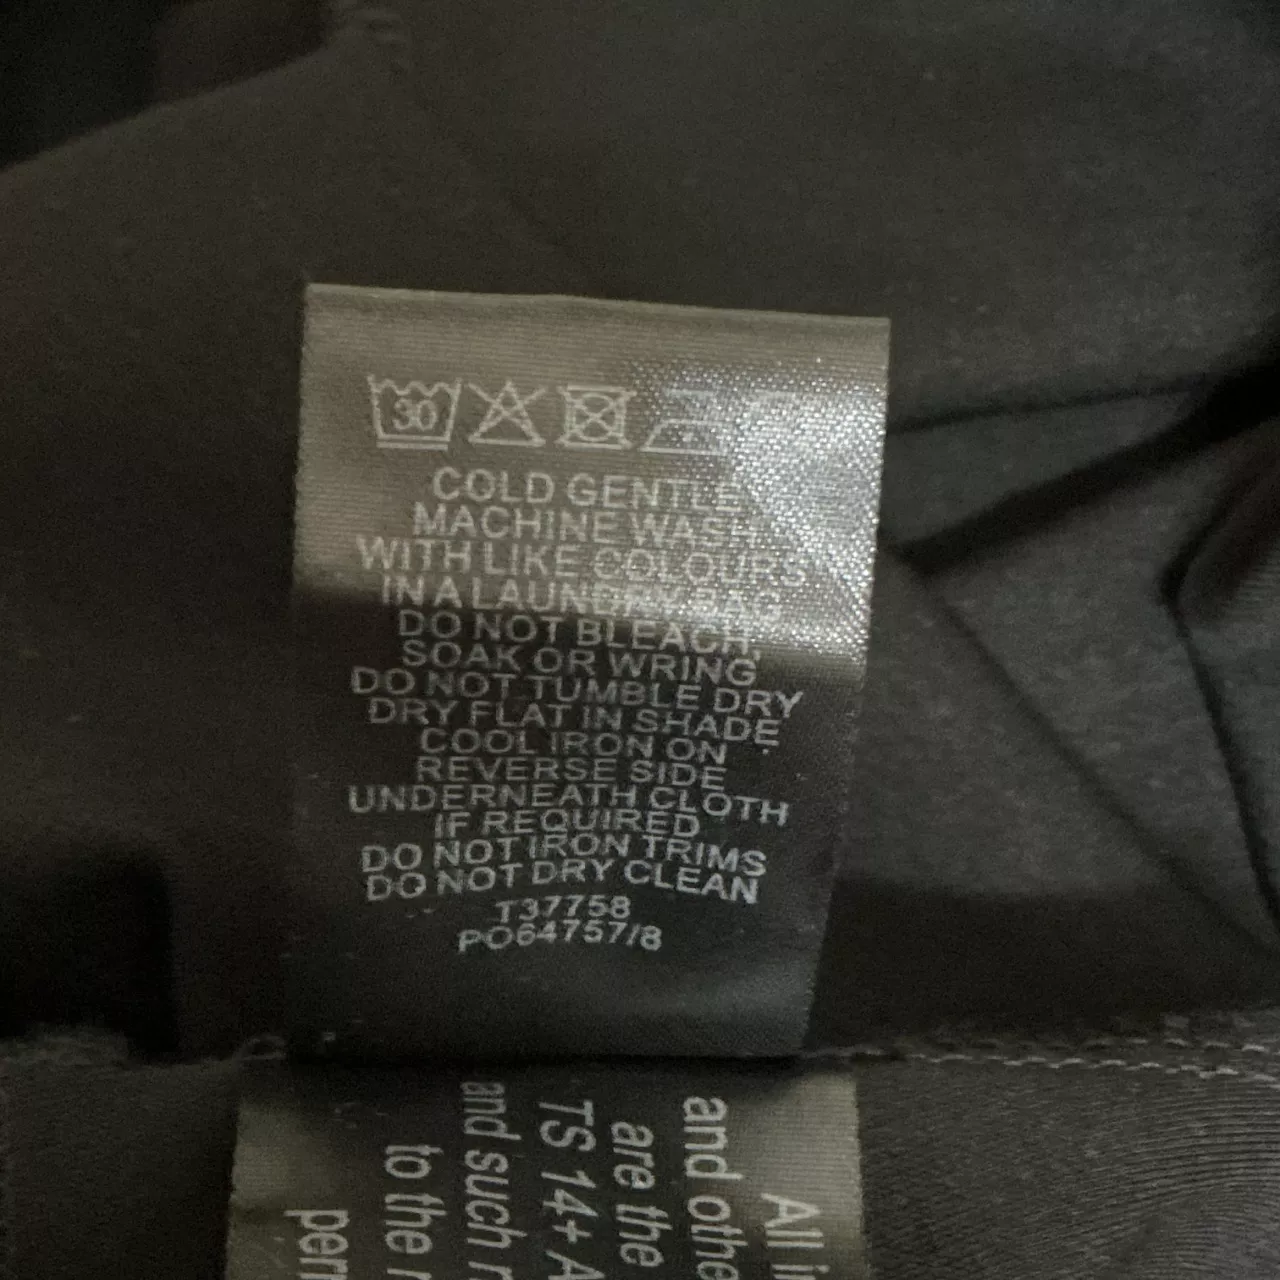 30
COLD GENTLE
MACHINE WASH
WITH LIKE COLOURS
IN A LAUNDRY BAG
DO NOT BLEACH,
SOAK OR WRING
DO NOT TUMBLE DRY
DRY FLAT IN SHADE
COOL IRON ON
REVERSE SIDE
UNDERNEATH CLOTH
IF REQUIRED
DO NOT IRON TRIMS
DO NOT DRY CLEAN
T37758
PO64757/8
All
and
are the
TS 14+
and such
to the